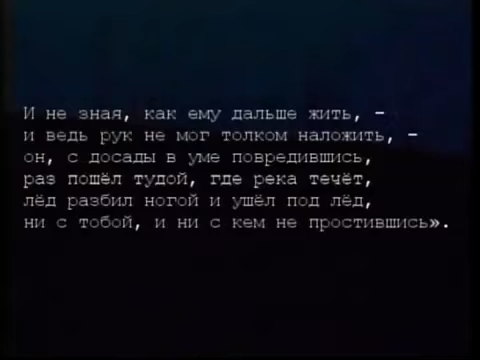 И не зная, как ему дальше жить, -
и ведь рук не мог толком наложить, -
он, с досады в уме повредившись,
раз пошёл тудой, где река течёт,
лёд разбил ногой и ушёл под лёд,
ни с тобой, и ни с кем не простившись».